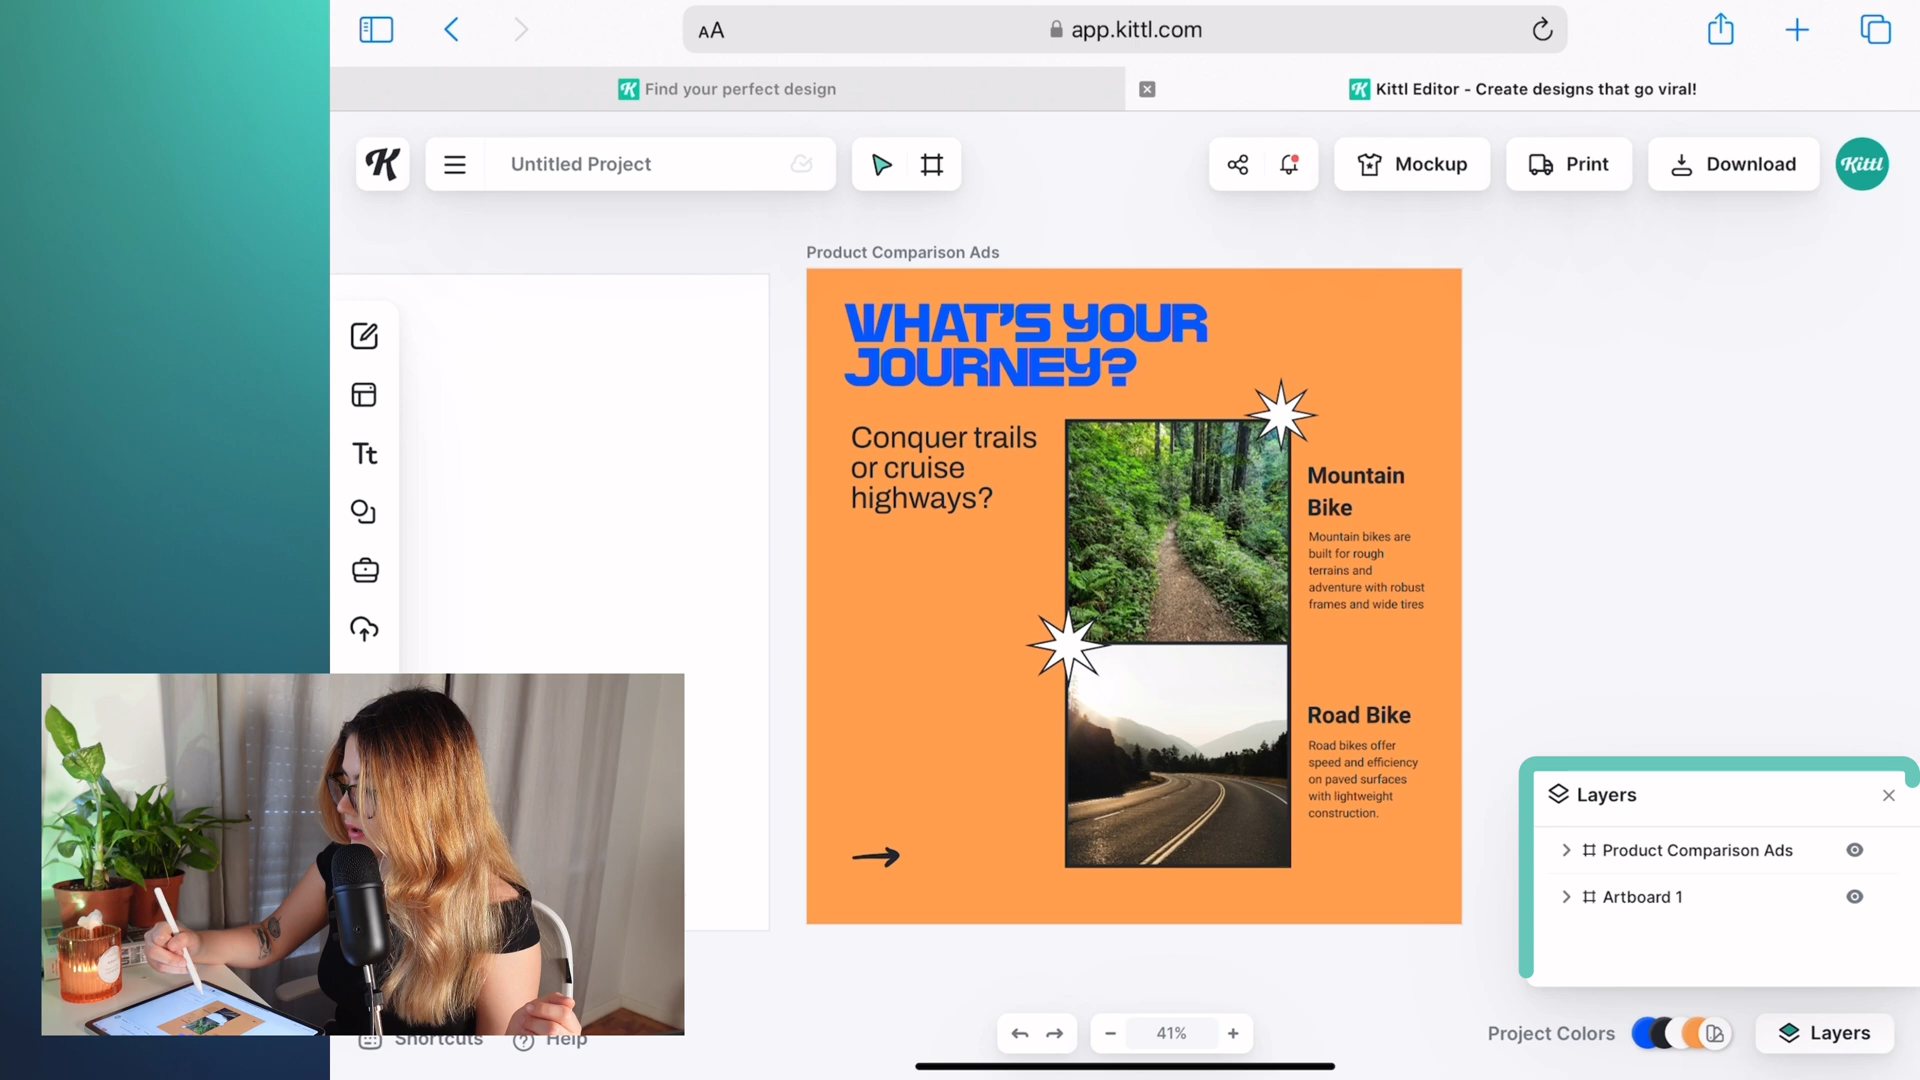 AA
app.kittl.com
Find your perfect design
Kittl Editor - Create designs that go viral!
Untitled Project
Mockup
Print
Download
Kittl
Product Comparison Ads
WHAT'S YOUR
JOURNEY?
Conquer trails
or cruise
highways?
Mountain
Bike
Mountain bikes are
built for rough
terrains and
adventure with robust
frames and wide tires
Road Bike
Road bikes offer
speed and efficiency
on paved surfaces
with lightweight
construction.
Layers
Product Comparison Ads
Artboard 1
Shortcuts
Help
41%
Project Colors
Layers